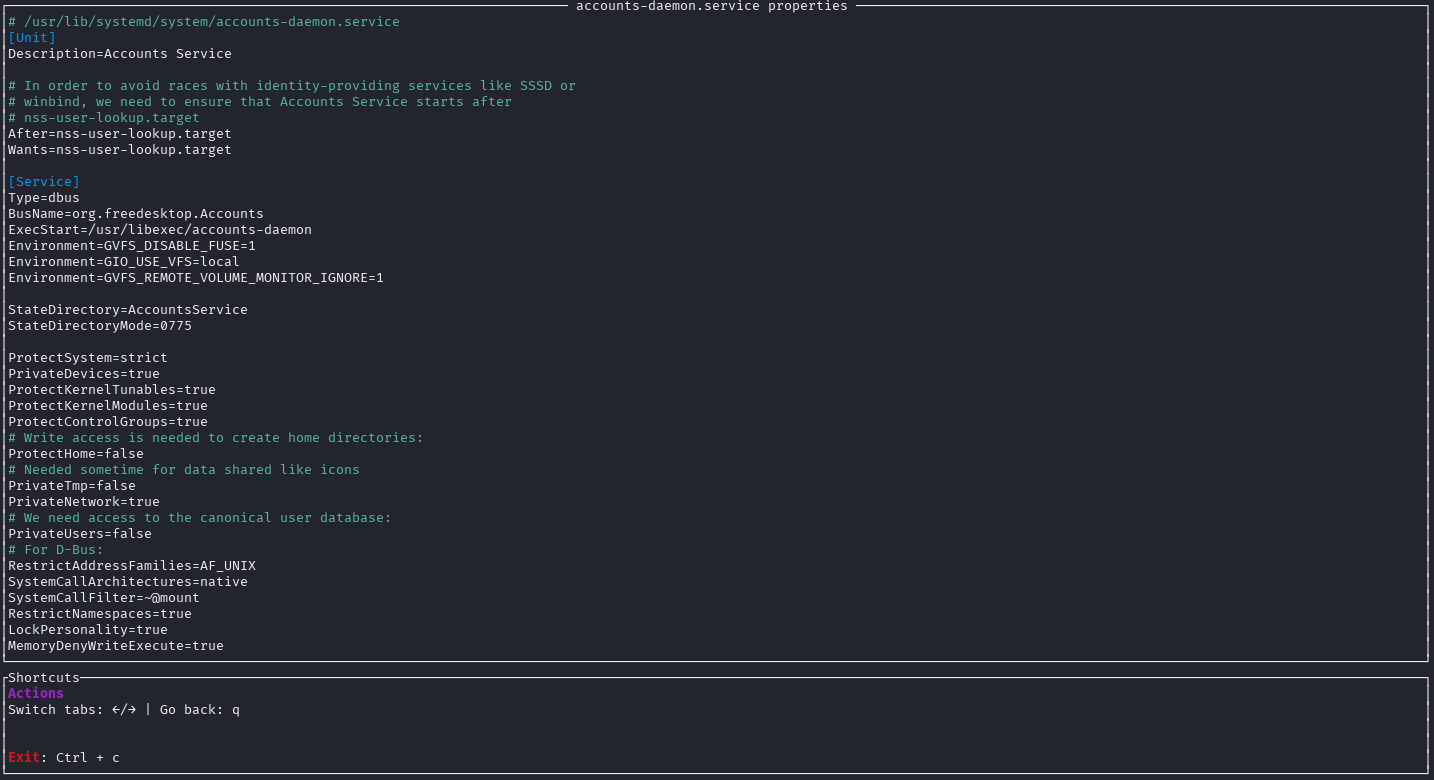 accounts-daemon.service properties
# /usr/lib/systemd/system/accounts-daemon.service
[Unit]
Description=Accounts Service
# In order to avoid races with identity-providing services like SSSD or
# winbind, we need to ensure that Accounts Service starts after
# nss-user-lookup.target
After=nss-user-lookup.target
Wants=nss-user-lookup.target
[Service]
Type=dbus
BusName=org.freedesktop.Accounts
ExecStart=/usr/libexec/accounts-daemon
Environment=GVFS_DISABLE_FUSE=1
Environment=GIO_USE_VFS=local
Environment=GVFS_REMOTE_VOLUME_MONITOR_IGNORE=1
StateDirectory=AccountsService
StateDirectoryMode=0775
ProtectSystem=strict
PrivateDevices=true
ProtectKernelTunables=true
ProtectKernelModules=true
ProtectControlGroups=true
# Write access is needed to create home directories:
ProtectHome=false
# Needed sometime for data shared like icons
PrivateTmp=false
PrivateNetwork=true
# We need access to the canonical user database:
PrivateUsers=false
# For D-Bus:
RestrictAddressFamilies=AF_UNIX
SystemCallArchitectures=native
SystemCallFilter=~@mount
RestrictNamespaces=true
LockPersonality=true
MemoryDenyWriteExecute=true
Shortcuts
Actions
Switch tabs: ←/→ | Go back: q
Exit: Ctrl + c